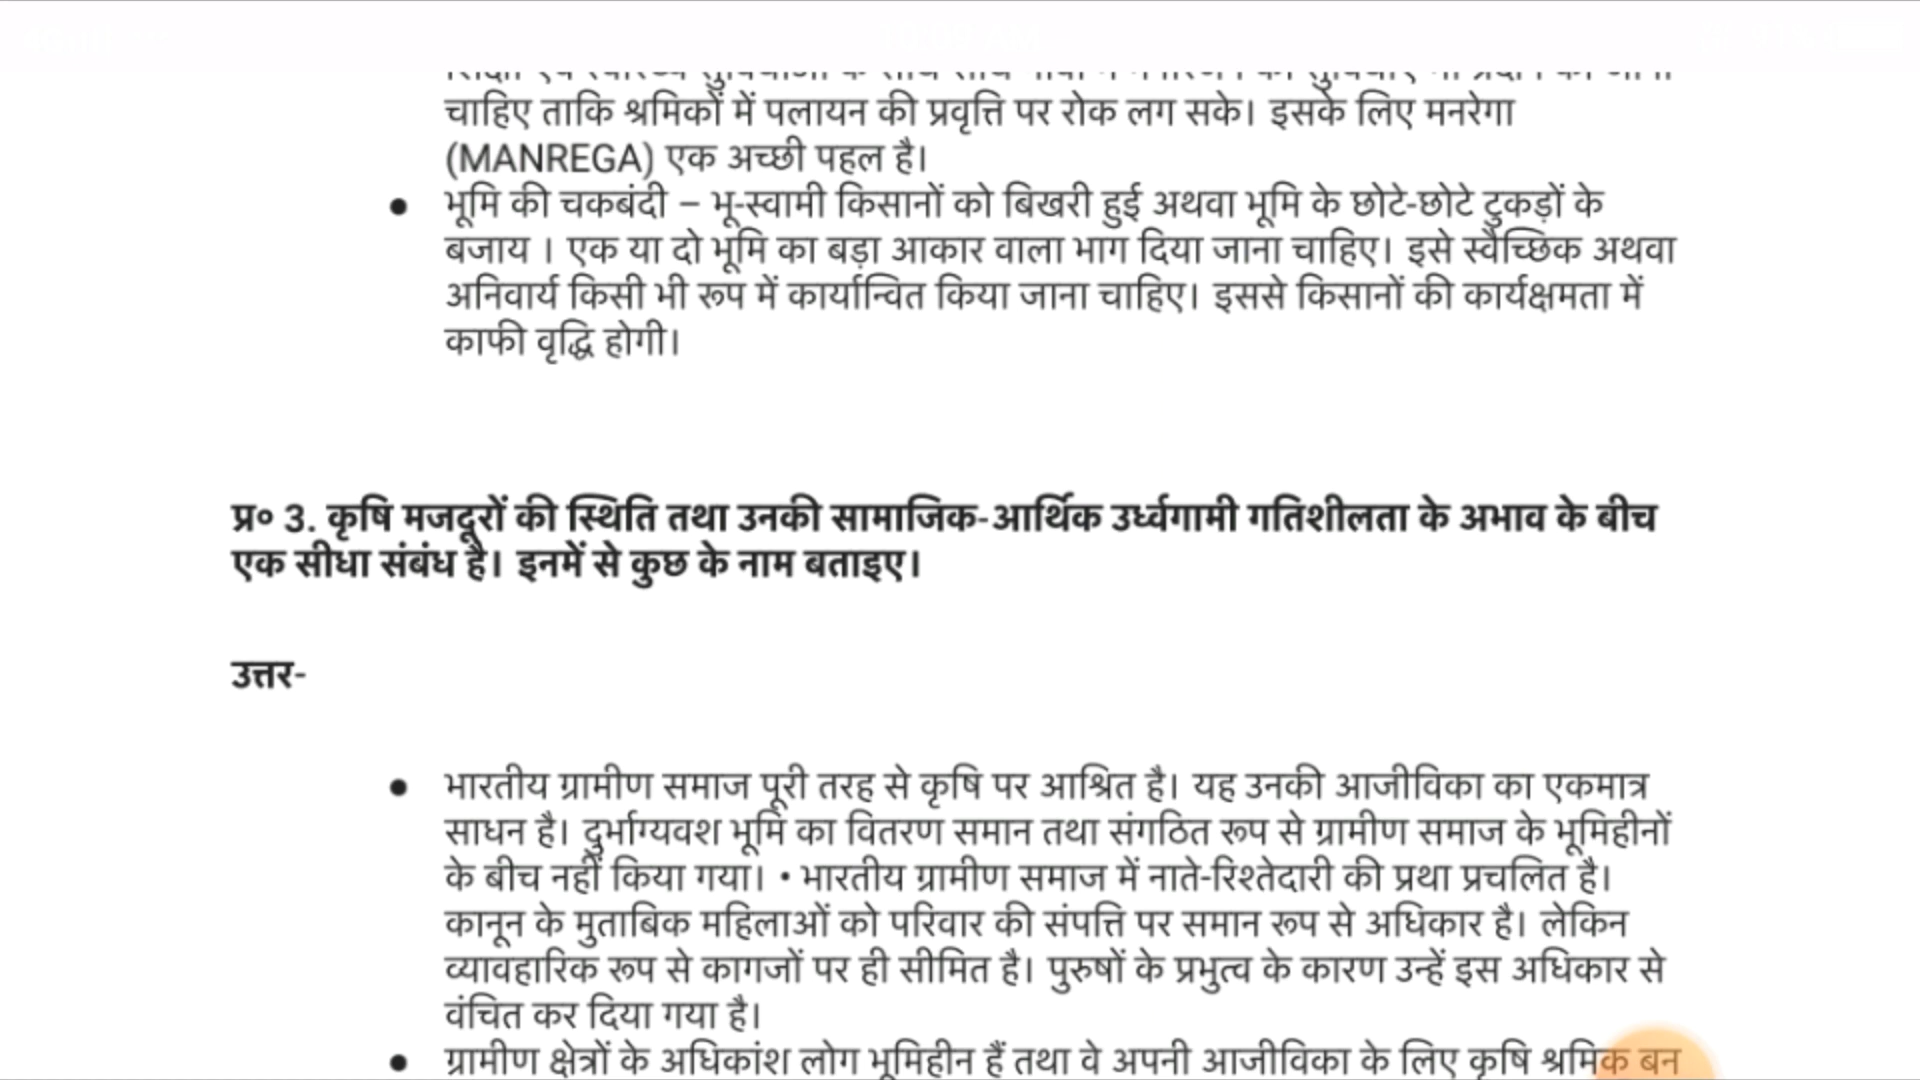 चाहिए ताकि श्रमिकों में पलायन की प्रवृत्ति पर रोक लग सके। इसके लिए मनरेगा
(MANREGA) एक अच्छी पहल है।
● भूमि की चकबंदी – भू-स्वामी किसानों को बिखरी हुई अथवा भूमि के छोटे-छोटे टुकड़ों के
बजाय । एक या दो भूमि का बड़ा आकार वाला भाग दिया जाना चाहिए। इसे स्वैच्छिक अथवा
अनिवार्य किसी भी रूप में कार्यान्वित किया जाना चाहिए। इससे किसानों की कार्यक्षमता में
काफी वृद्धि होगी।
प्र० 3. कृषि मजदूरों की स्थिति तथा उनकी सामाजिक-आर्थिक उर्ध्वगामी गतिशीलता के अभाव के बीच
एक सीधा संबंध है। इनमें से कुछ के नाम बताइए।
उत्तर-
● भारतीय ग्रामीण समाज पूरी तरह से कृषि पर आश्रित है। यह उनकी आजीविका का एकमात्र
साधन है। दुर्भाग्यवश भूमि का वितरण समान तथा संगठित रूप से ग्रामीण समाज के भूमिहीनों
के बीच नहीं किया गया। • भारतीय ग्रामीण समाज में नाते-रिश्तेदारी की प्रथा प्रचलित है।
कानून के मुताबिक महिलाओं को परिवार की संपत्ति पर समान रूप से अधिकार है। लेकिन
व्यावहारिक रूप से कागजों पर ही सीमित है। पुरुषों के प्रभुत्व के कारण उन्हें इस अधिकार से
वंचित कर दिया गया है।
● ग्रामीण क्षेत्रों के अधिकांश लोग भूमिहीन हैं तथा वे अपनी आजीविका के लिए कृषि श्रमिक बन